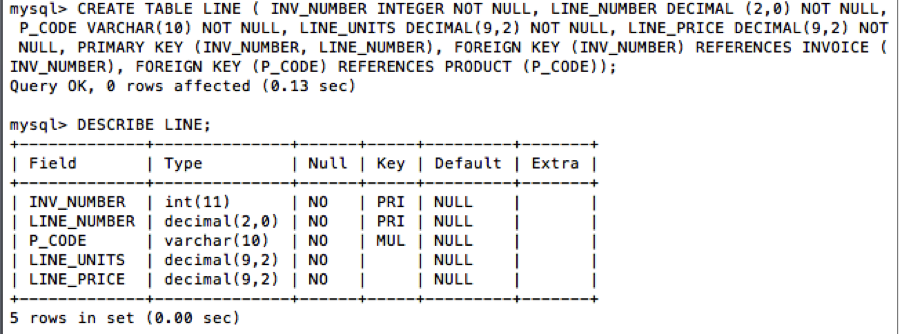 mysql> CREATE TABLE LINE ( INV_NUMBER INTEGER NOT NULL, LINE_NUMBER DECIMAL (2,0) NOT NULL,
P_CODE VARCHAR(10) NOT NULL, LINE_UNITS DECIMAL(9,2) NOT NULL, LINE_PRICE DECIMAL(9,2) NOT
NULL, PRIMARY KEY (INV_NUMBER, LINE_NUMBER), FOREIGN KEY (INV_NUMBER) REFERENCES INVOICE (
INV_NUMBER), FOREIGN KEY (P_CODE) REFERENCES PRODUCT (P_CODE));
Query OK, 0 rows affected (0.13 sec)

mysql> DESCRIBE LINE;
+-------------+--------------+------+-----+---------+-------+
| Field       | Type         | Null | Key | Default | Extra |
+-------------+--------------+------+-----+---------+-------+
| INV_NUMBER  | int(11)      | NO   | PRI | NULL    |       |
| LINE_NUMBER | decimal(2,0) | NO   | PRI | NULL    |       |
| P_CODE      | varchar(10)  | NO   | MUL | NULL    |       |
| LINE_UNITS  | decimal(9,2) | NO   |     | NULL    |       |
| LINE_PRICE  | decimal(9,2) | NO   |     | NULL    |       |
+-------------+--------------+------+-----+---------+-------+
5 rows in set (0.00 sec)